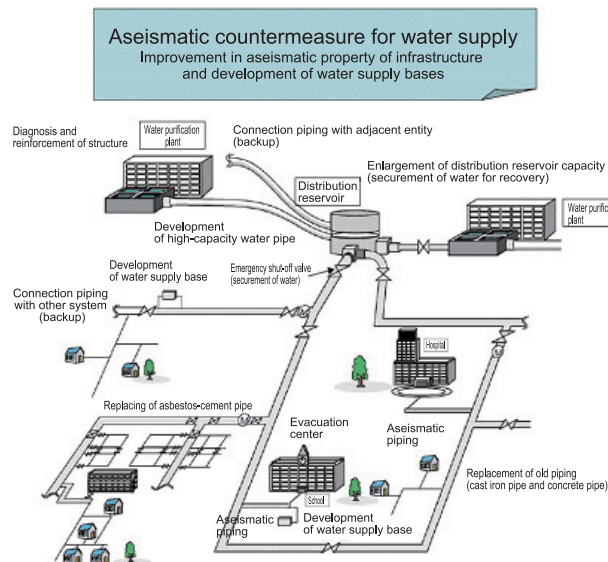 Aseismatic countermeasure for water supply
Improvement in aseismatic property of infrastructure
and development of water supply bases
Diagnosis and
reinforcement of structure
Water purification
plant
Connection piping with adjacent entity
(backup)
Enlargement of distribution reservoir capacity
(securement of water for recovery)
Distribution
reservoir
Water purific
plant
Development
of high-capacity water pipe
Development
of water supply base
Emergency shut-off valve
(securement of water)
Connection piping
with other system
(backup)
Hospital
Replacing of asbestos-cement pipe
Evacuation
center
Aseismatic
piping
Replacement of old piping
(cast iron pipe and concrete pipe)
School
Aseismatic
piping
Development
of water supply base